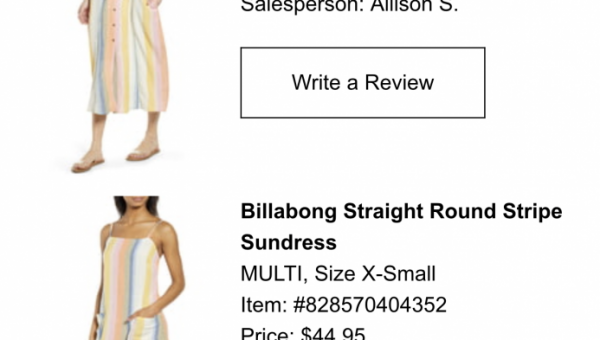 Salesperson: Allison S.
Write a Review
Billabong Straight Round Stripe
Sundress
MULTI, Size X-Small
Item: #828570404352
Price: $44.95